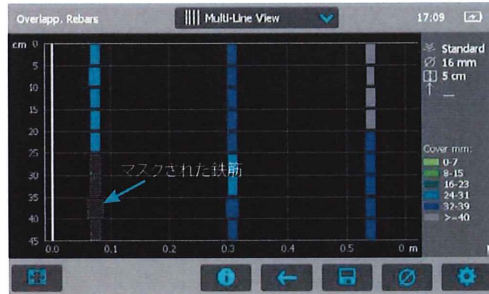 Overlapp. Rebars
Multi-Line View
17:09
cm 0
5
10
15
20
25
30
35
40
45
0.0 0.1 0.2 0.3 0.4 0.5 0 m
マスクされた鉄筋
Standard
Ø 16 mm
5 cm
Cover mm:
0-7
8-15
16-23
24-31
32-39
>=40